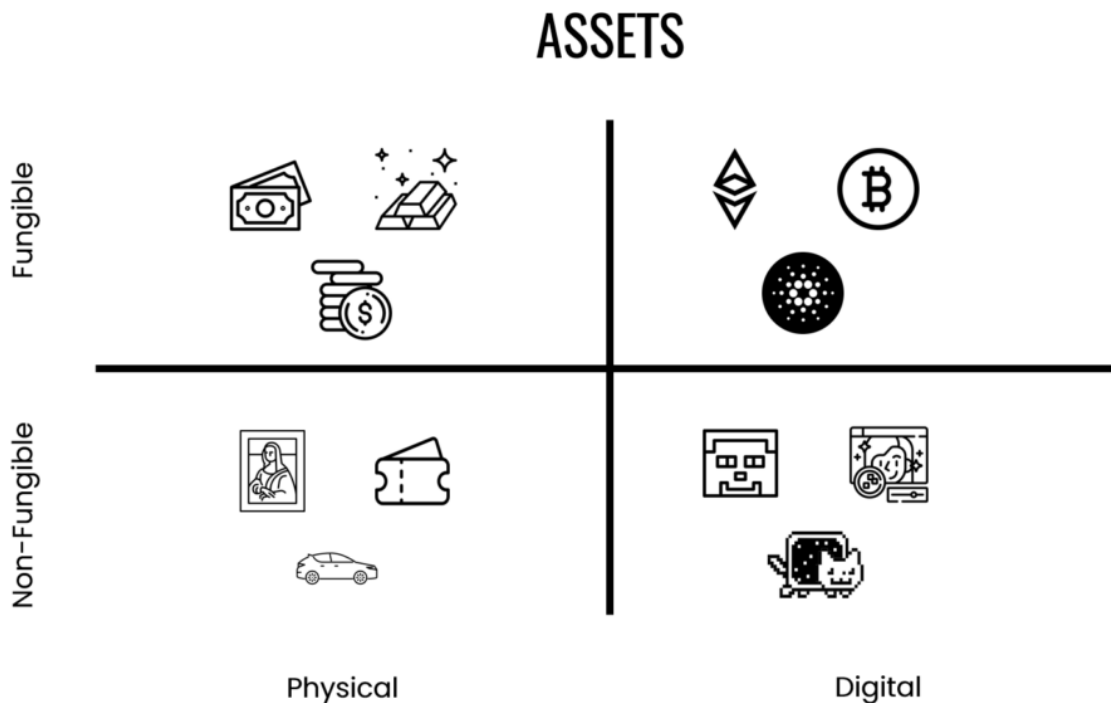 ASSETS
Fungible
$
Non-Fungible
Physical
Digital